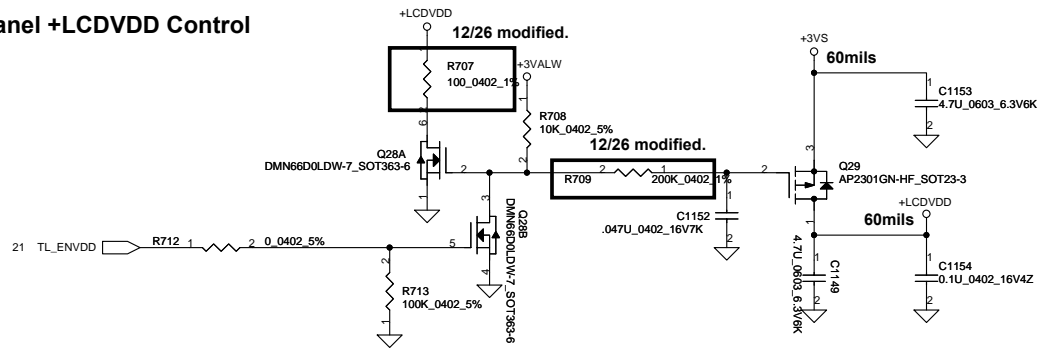 anel +LCDVDD Control
+LCDVDD
12/26 modified.
R707
100_0402_1%
+3VALW
R708
10K_0402_5%
+3VS
60mils
C1153
4.7U_0603_6.3V6K
1
2
1
2
6
1
2
Q28A
DMN66D0LDW-7_SOT363-6
1
2
12/26 modified.
R709
2
1
200K_0402_1%
C1152
.047U_0402_16V7K
1
2
2
3
1
Q29
AP2301GN-HF_SOT23-3
+LCDVDD
60mils
21
TL_ENVDD
R712
1
2
0_0402_5%
5
3
4
Q28B
DMN66D0LDW-7_SOT363-6
R713
100K_0402_5%
2
1
C1149
4.7U_0603_6.3V6K
1
2
C1154
0.1U_0402_16V4Z
1
2